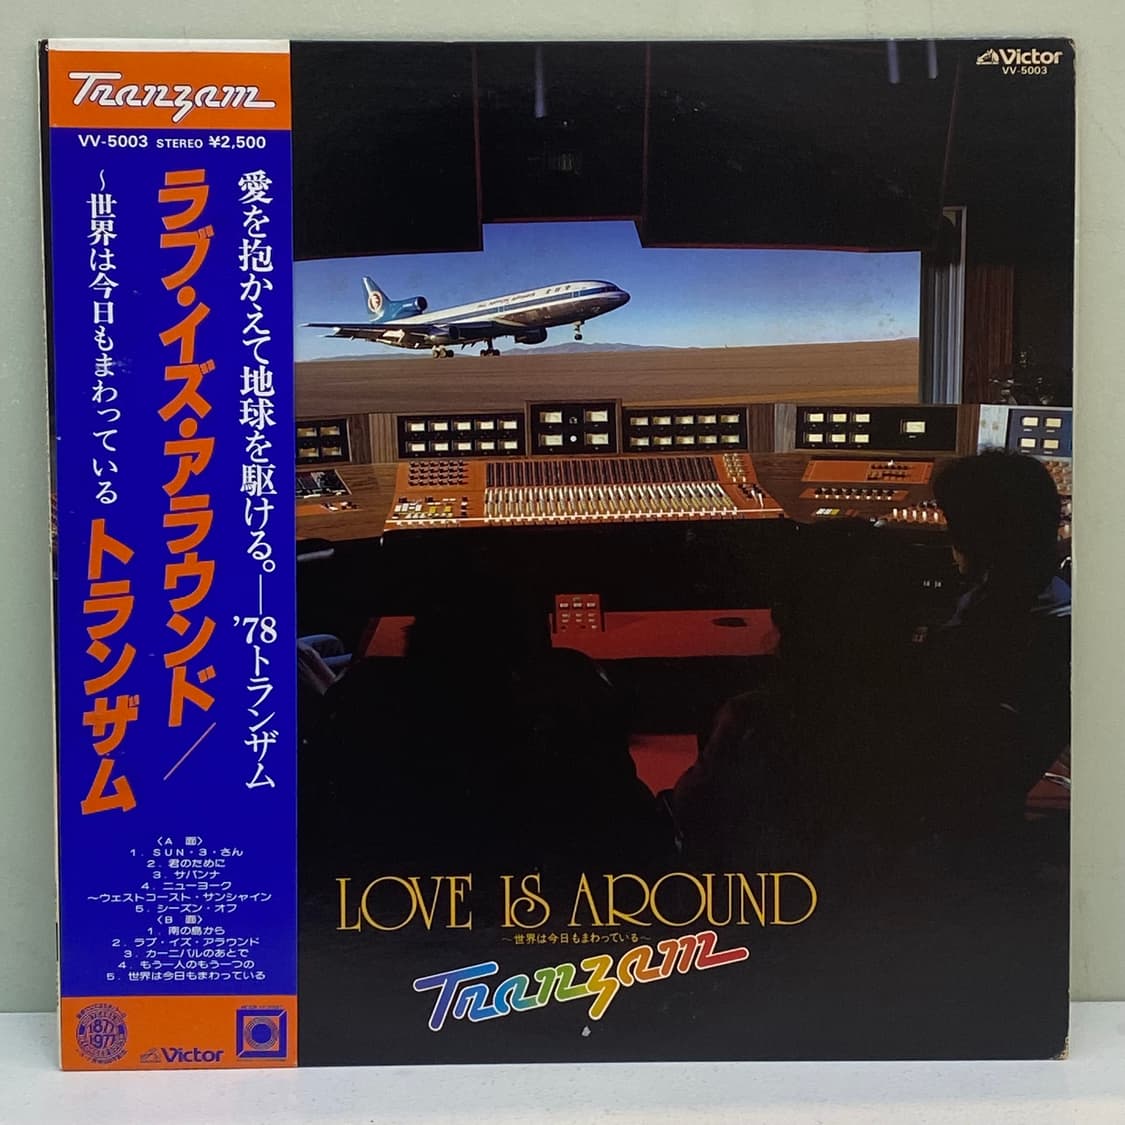 Tranzam
VV-5003 STEREO ¥2,500
愛を抱かえて地球を駆ける。—'78トランザム
ラブ・イズ・アラウンド/
〜世界は今日もまわっている トランザム
〈A 面〉
1. SUN・3・さん
2. 君のために
3. サバンナ
4. ニューヨーク
〜ウェストコースト・サンシャイン
5. シーズン・オフ
〈B 面〉
1. 南の島から
2. ラブ・イズ・アラウンド
3. カーニバルのあとで
4. もう一人のもう一つの
5. 世界は今日もまわっている
1877
1977
Victor
Victor
VV-5003
ALL NIPPON AIRWAYS 全日空
LOVE IS AROUND
〜世界は今日もまわっている〜
Tranzam